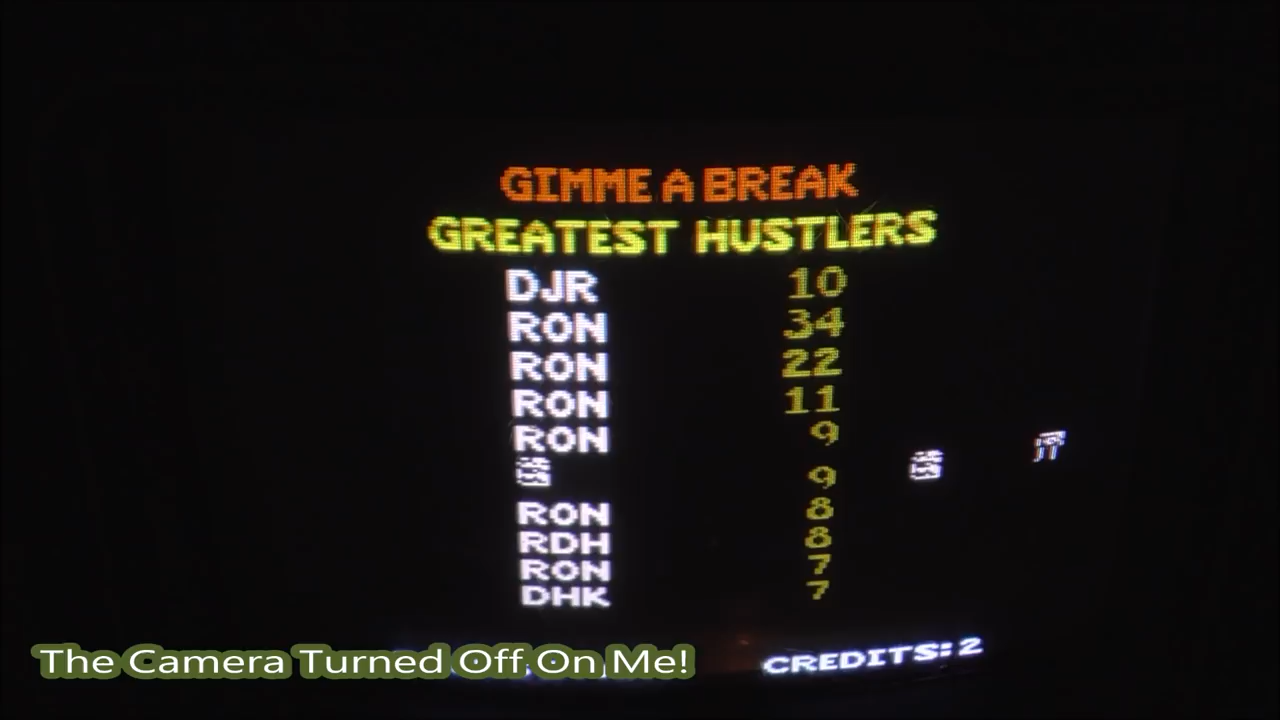 GIMME A BREAK
GREATEST HUSTLERS
DJR 10
RON 34
RON 22
RON 11
RON 9
9
RON 8
RDH 8
RON 7
DHK 7
The Camera Turned Off On Me!
CREDITS: 2